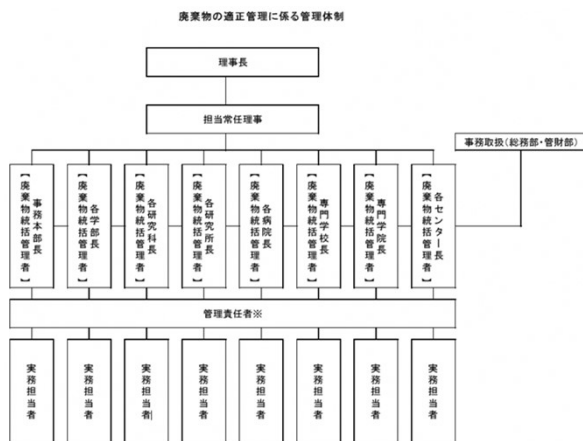 廃棄物の適正管理に係る管理体制
理事長
担当常任理事
事務取扱(総務部・管財部)
事務本部長
【廃棄物統括管理者】
各学部長
【廃棄物統括管理者】
各研究科長
【廃棄物統括管理者】
各研究所長
【廃棄物統括管理者】
各病院長
【廃棄物統括管理者】
専門学校長
【廃棄物統括管理者】
専門学院長
【廃棄物統括管理者】
各センター長
【廃棄物統括管理者】
管理責任者※
実務担当者
実務担当者
実務担当者
実務担当者
実務担当者
実務担当者
実務担当者
実務担当者